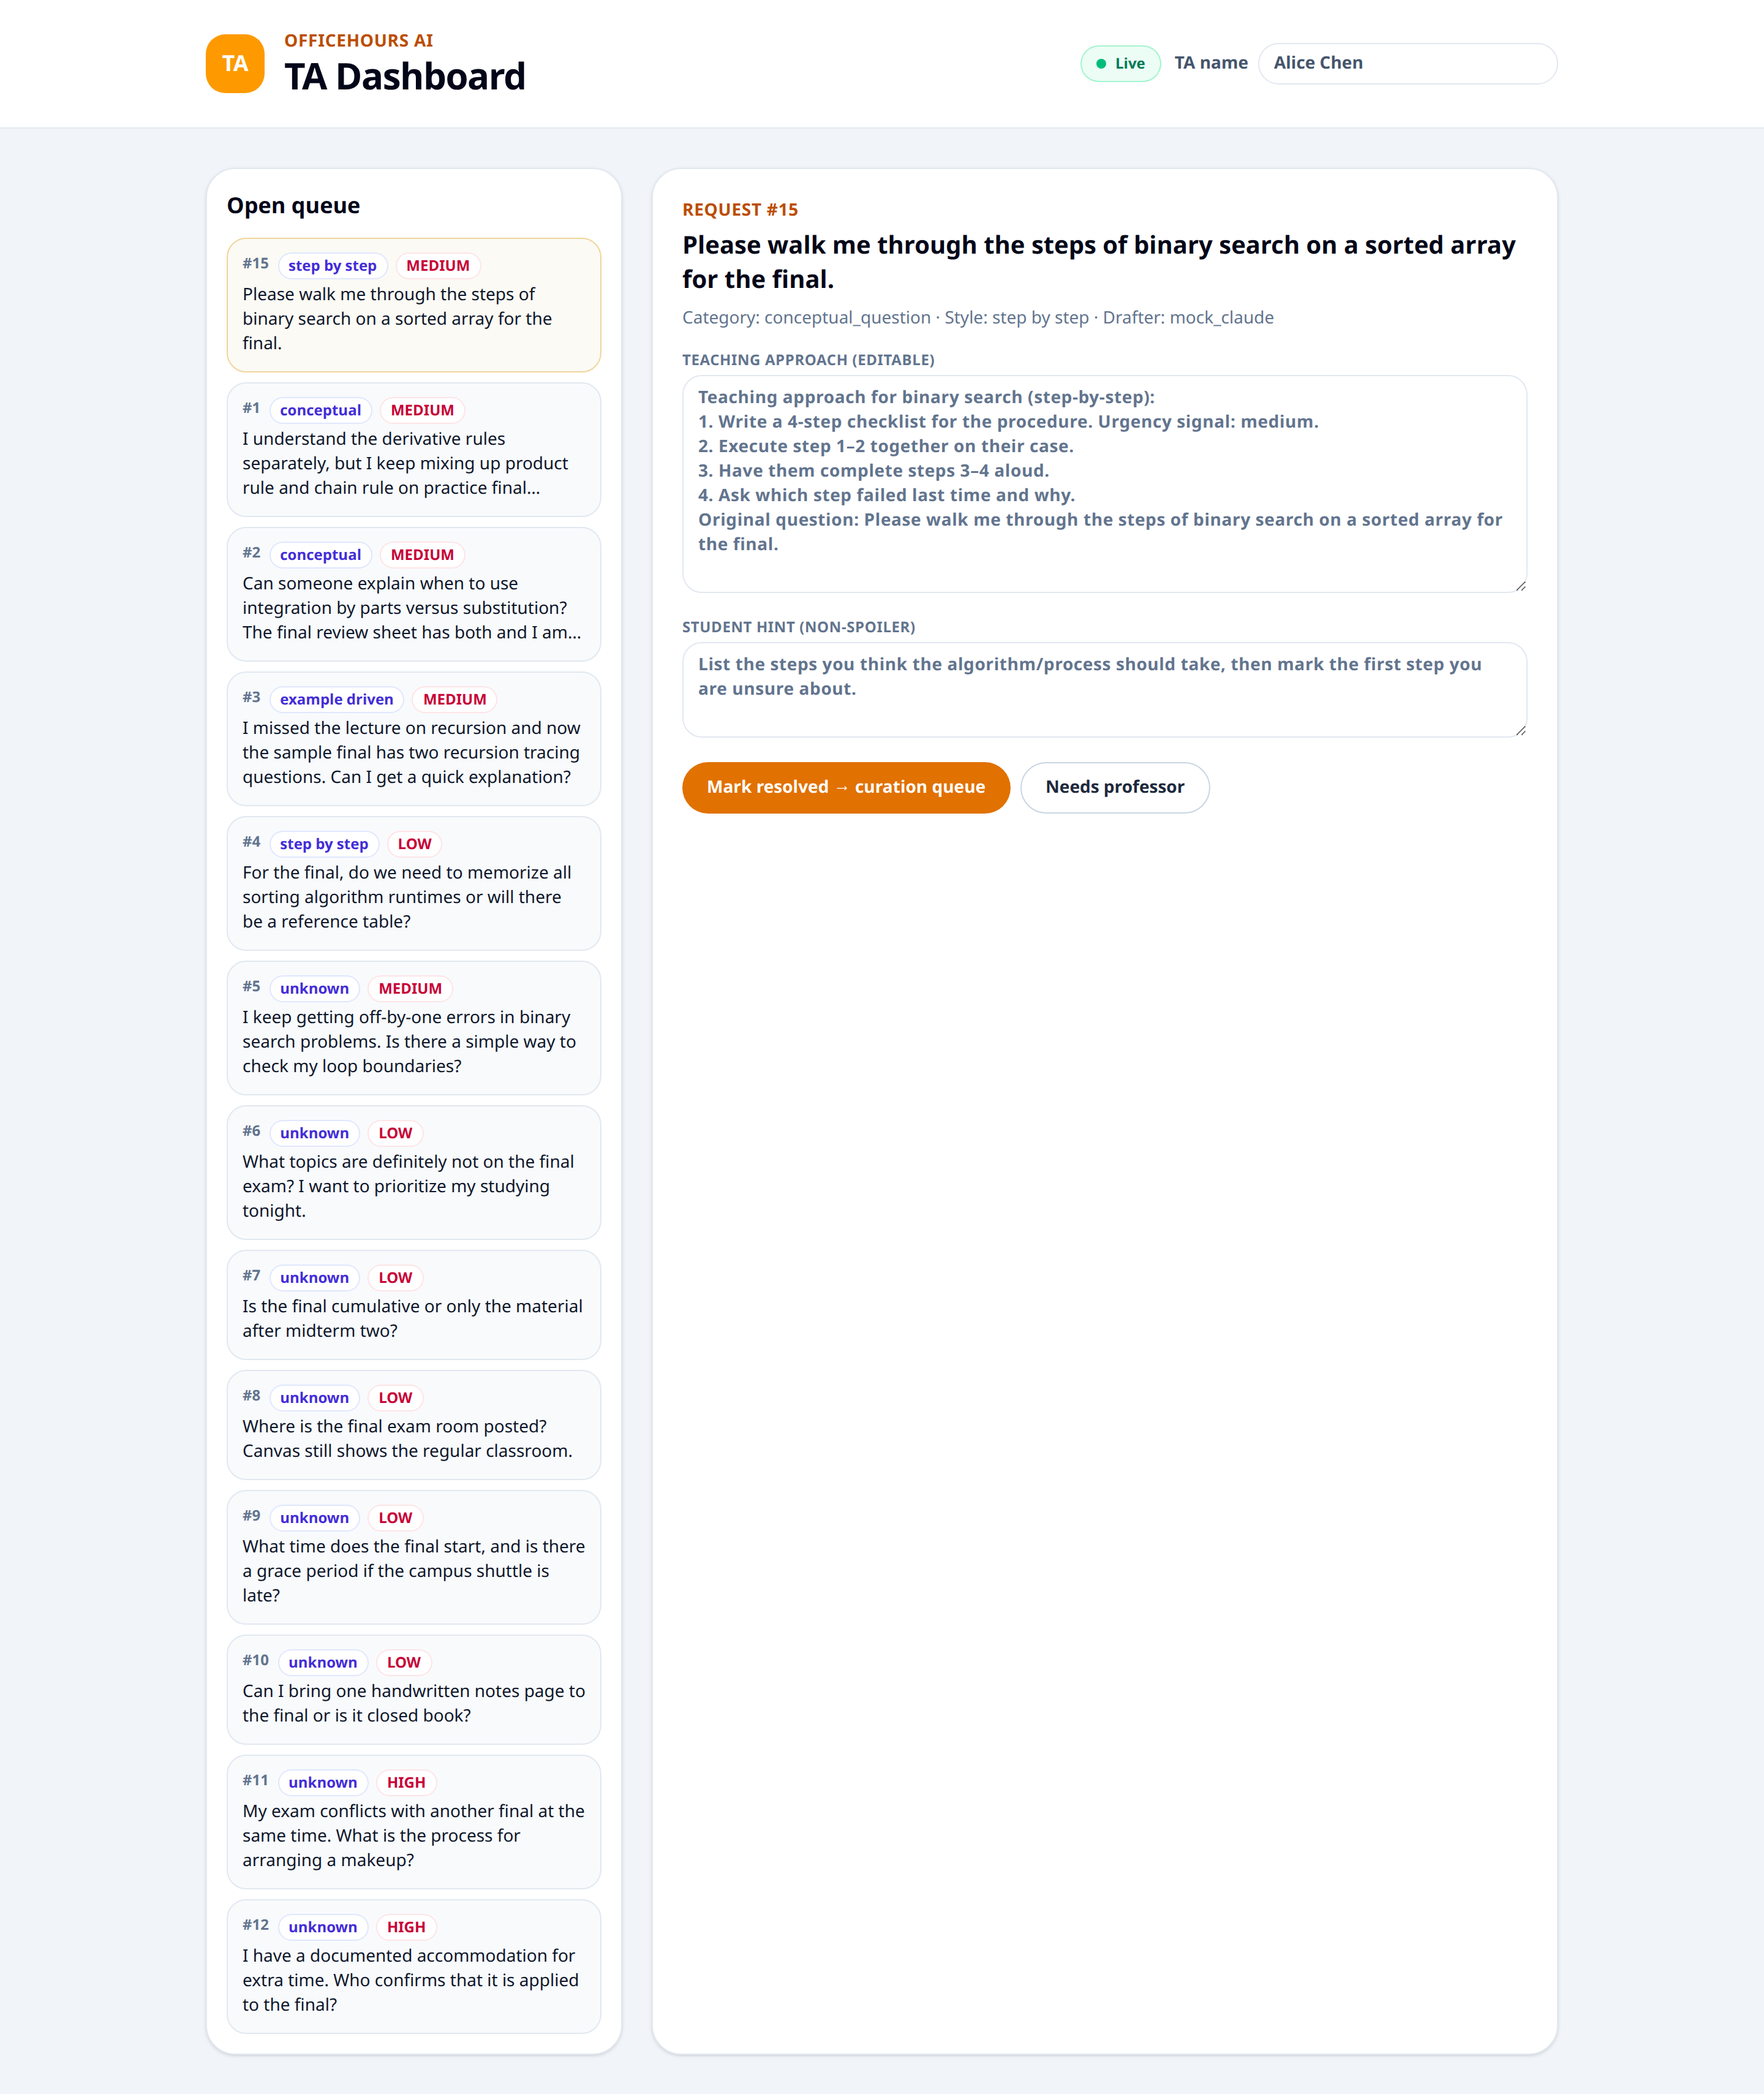 TA
OFFICEHOURS AI
TA Dashboard
Live
TA name
Alice Chen
Open queue
#15 step by step MEDIUM
Please walk me through the steps of
binary search on a sorted array for the
final.
#1 conceptual MEDIUM
I understand the derivative rules
separately, but I keep mixing up product
rule and chain rule on practice final...
#2 conceptual MEDIUM
Can someone explain when to use
integration by parts versus substitution?
The final review sheet has both and I am...
#3 example driven MEDIUM
I missed the lecture on recursion and now
the sample final has two recursion tracing
questions. Can I get a quick explanation?
#4 step by step LOW
For the final, do we need to memorize all
sorting algorithm runtimes or will there
be a reference table?
#5 unknown MEDIUM
I keep getting off-by-one errors in binary
search problems. Is there a simple way to
check my loop boundaries?
#6 unknown LOW
What topics are definitely not on the final
exam? I want to prioritize my studying
tonight.
#7 unknown LOW
Is the final cumulative or only the material
after midterm two?
#8 unknown LOW
Where is the final exam room posted?
Canvas still shows the regular classroom.
#9 unknown LOW
What time does the final start, and is there
a grace period if the campus shuttle is
late?
#10 unknown LOW
Can I bring one handwritten notes page to
the final or is it closed book?
#11 unknown HIGH
My exam conflicts with another final at the
same time. What is the process for
arranging a makeup?
#12 unknown HIGH
I have a documented accommodation for
extra time. Who confirms that it is applied
to the final?
REQUEST #15
Please walk me through the steps of binary search on a sorted array
for the final.
Category: conceptual_question · Style: step by step · Drafter: mock_claude
TEACHING APPROACH (EDITABLE)
Teaching approach for binary search (step-by-step):
1. Write a 4-step checklist for the procedure. Urgency signal: medium.
2. Execute step 1–2 together on their case.
3. Have them complete steps 3–4 aloud.
4. Ask which step failed last time and why.
Original question: Please walk me through the steps of binary search on a sorted array for
the final.
STUDENT HINT (NON-SPOILER)
List the steps you think the algorithm/process should take, then mark the first step you
are unsure about.
Mark resolved → curation queue
Needs professor